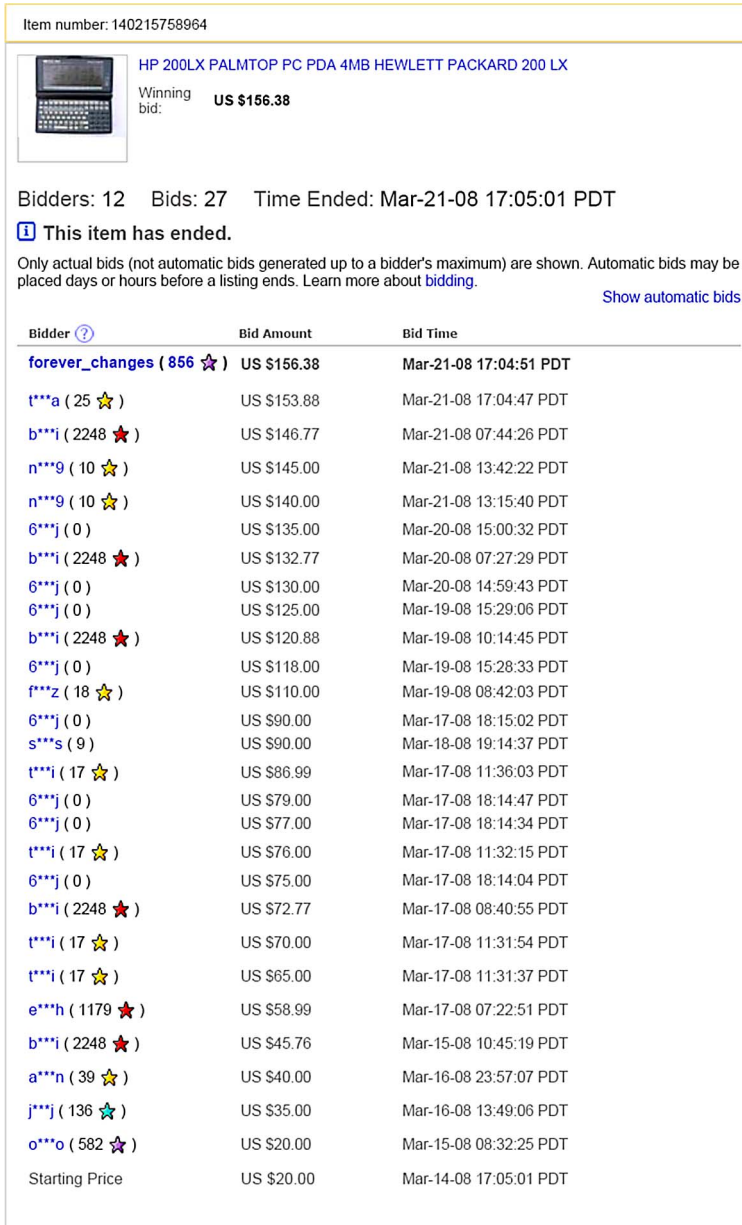 Item number: 140215758964
HP 200LX PALMTOP PC PDA 4MB HEWLETT PACKARD 200 LX
Winning bid: US $156.38
Bidders: 12 Bids: 27 Time Ended: Mar-21-08 17:05:01 PDT
i This item has ended.
Only actual bids (not automatic bids generated up to a bidder's maximum) are shown. Automatic bids may be
placed days or hours before a listing ends. Learn more about bidding.
Show automatic bids
Bidder ? Bid Amount Bid Time
forever_changes ( 856 ) US $156.38 Mar-21-08 17:04:51 PDT
t***a ( 25 ) US $153.88 Mar-21-08 17:04:47 PDT
b***i ( 2248 ) US $146.77 Mar-21-08 07:44:26 PDT
n***9 ( 10 ) US $145.00 Mar-21-08 13:42:22 PDT
n***9 ( 10 ) US $140.00 Mar-21-08 13:15:40 PDT
6***j ( 0 ) US $135.00 Mar-20-08 15:00:32 PDT
b***i ( 2248 ) US $132.77 Mar-20-08 07:27:29 PDT
6***j ( 0 ) US $130.00 Mar-20-08 14:59:43 PDT
6***j ( 0 ) US $125.00 Mar-19-08 15:29:06 PDT
b***i ( 2248 ) US $120.88 Mar-19-08 10:14:45 PDT
6***j ( 0 ) US $118.00 Mar-19-08 15:28:33 PDT
f***z ( 18 ) US $110.00 Mar-19-08 08:42:03 PDT
6***j ( 0 ) US $90.00 Mar-17-08 18:15:02 PDT
s***s ( 9 ) US $90.00 Mar-18-08 19:14:37 PDT
t***i ( 17 ) US $86.99 Mar-17-08 11:36:03 PDT
6***j ( 0 ) US $79.00 Mar-17-08 18:14:47 PDT
6***j ( 0 ) US $77.00 Mar-17-08 18:14:34 PDT
t***i ( 17 ) US $76.00 Mar-17-08 11:32:15 PDT
6***j ( 0 ) US $75.00 Mar-17-08 18:14:04 PDT
b***i ( 2248 ) US $72.77 Mar-17-08 08:40:55 PDT
t***i ( 17 ) US $70.00 Mar-17-08 11:31:54 PDT
t***i ( 17 ) US $65.00 Mar-17-08 11:31:37 PDT
e***h ( 1179 ) US $58.99 Mar-17-08 07:22:51 PDT
b***i ( 2248 ) US $45.76 Mar-15-08 10:45:19 PDT
a***n ( 39 ) US $40.00 Mar-16-08 23:57:07 PDT
j***j ( 136 ) US $35.00 Mar-16-08 13:49:06 PDT
o***o ( 582 ) US $20.00 Mar-15-08 08:32:25 PDT
Starting Price US $20.00 Mar-14-08 17:05:01 PDT